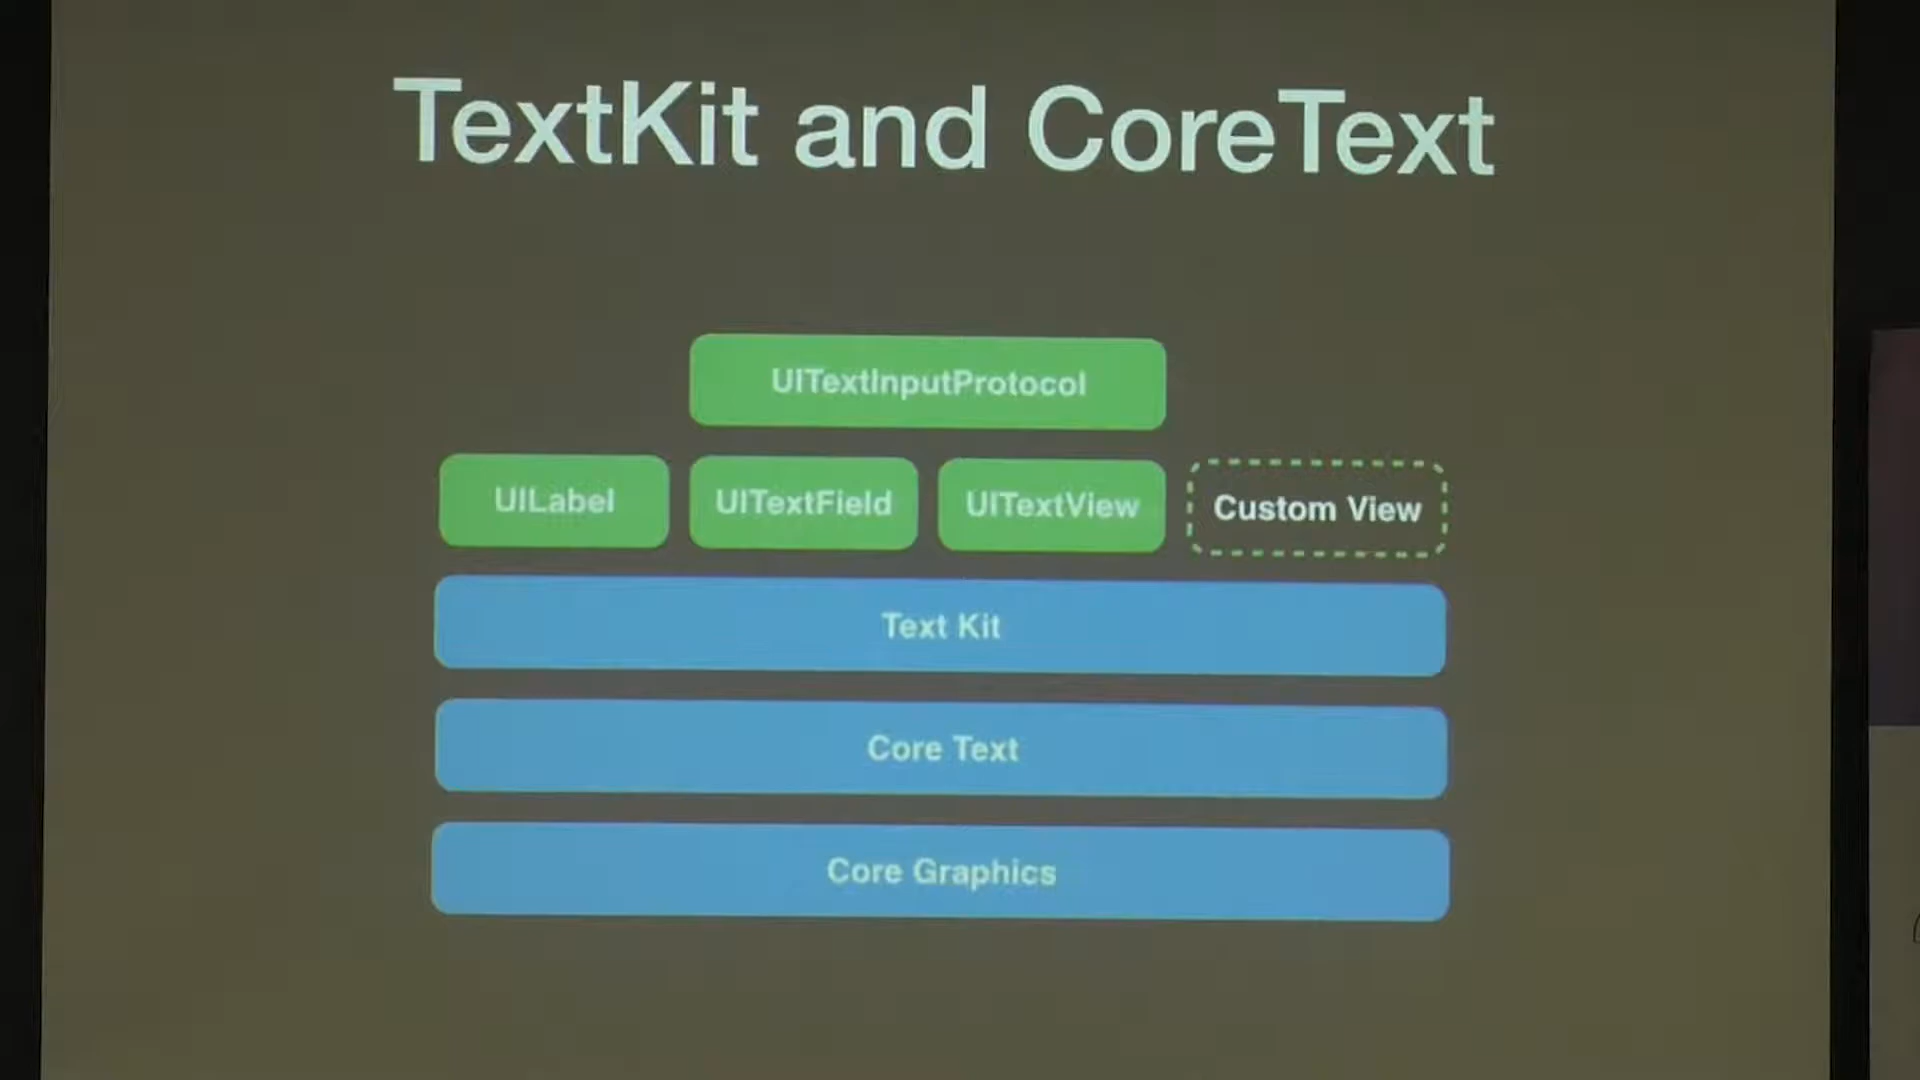 TextKit and CoreText
UITextInputProtocol
UILabel
UITextField
UITextView
Custom View
Text Kit
Core Text
Core Graphics